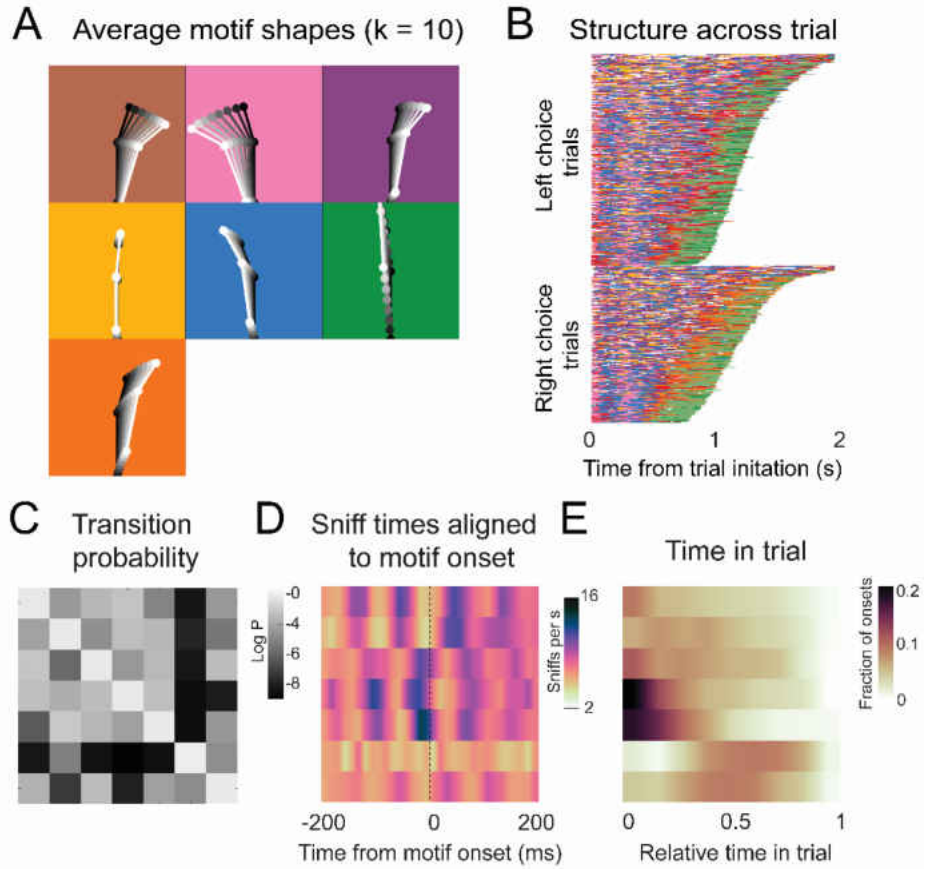 A Average motif shapes (k = 10)
B Structure across trial
Left choice
trials
Right choice
trials
0 1 2
Time from trial initation (s)
C Transition
probability
-0
-4
-8
Log P
D Sniff times aligned
to motif onset
16
2
Sniffs per s
-200 0 200
Time from motif onset (ms)
E Time in trial
0.2
0.1
0
Fraction of onsets
0 0.5 1
Relative time in trial